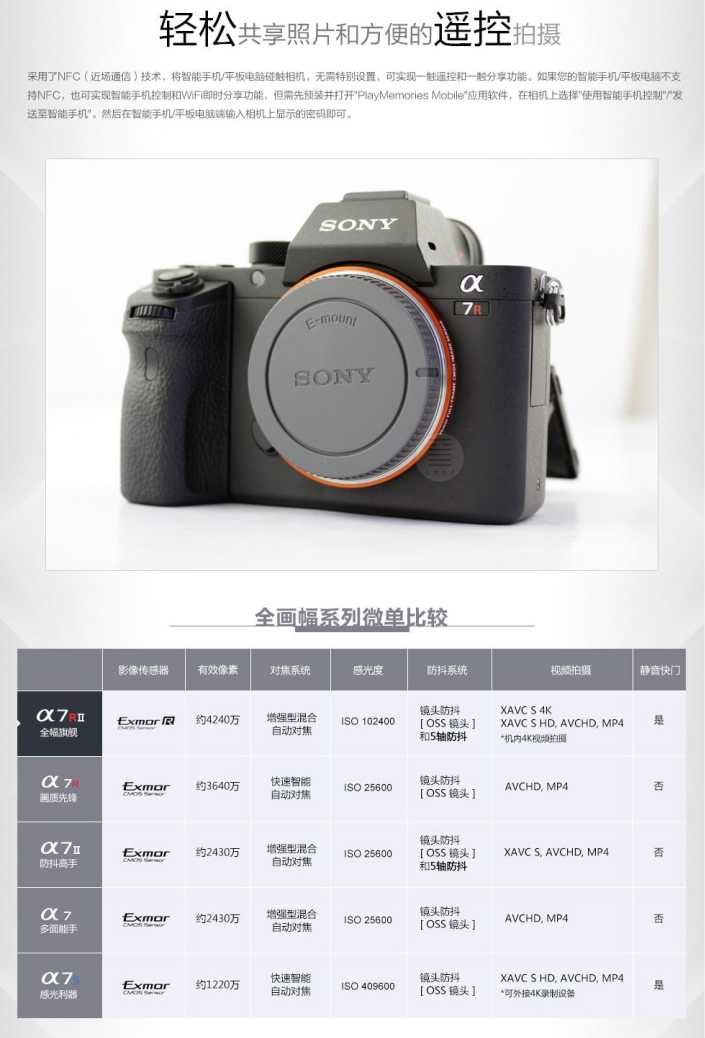 轻松共享照片和方便的遥控拍摄
采用了NFC（近场通信）技术，将智能手机/平板电脑碰触相机，无需特别设置，可实现一触遥控和一触分享功能。如果您的智能手机/平板电脑不支
持NFC，也可实现智能手机控制和WiFi即时分享功能，但需先预装并打开"PlayMemories Mobile"应用软件，在相机上选择"使用智能手机控制"/"发
送至智能手机"。然后在智能手机/平板电脑端输入相机上显示的密码即可。
SONY
α
7R
E-mount
SONY
全画幅系列微单比较
影像传感器 有效像素 对焦系统 感光度 防抖系统 视频拍摄 静音快门
α7RII 全幅旗舰 Exmor R CMOS Sensor 约4240万 增强型混合 自动对焦 ISO 102400 镜头防抖 [ OSS 镜头 ] 和5轴防抖 XAVC S 4K XAVC S HD, AVCHD, MP4 *机内4K视频拍摄 是
α7R 画质先锋 Exmor CMOS Sensor 约3640万 快速智能 自动对焦 ISO 25600 镜头防抖 [ OSS 镜头 ] AVCHD, MP4 否
α7II 防抖高手 Exmor CMOS Sensor 约2430万 增强型混合 自动对焦 ISO 25600 镜头防抖 [ OSS 镜头 ] 和5轴防抖 XAVC S, AVCHD, MP4 否
α7 多面能手 Exmor CMOS Sensor 约2430万 增强型混合 自动对焦 ISO 25600 镜头防抖 [ OSS 镜头 ] AVCHD, MP4 否
α7S 感光利器 Exmor CMOS Sensor 约1220万 快速智能 自动对焦 ISO 409600 镜头防抖 [ OSS 镜头 ] XAVC S HD, AVCHD, MP4 *可外接4K录制设备 是